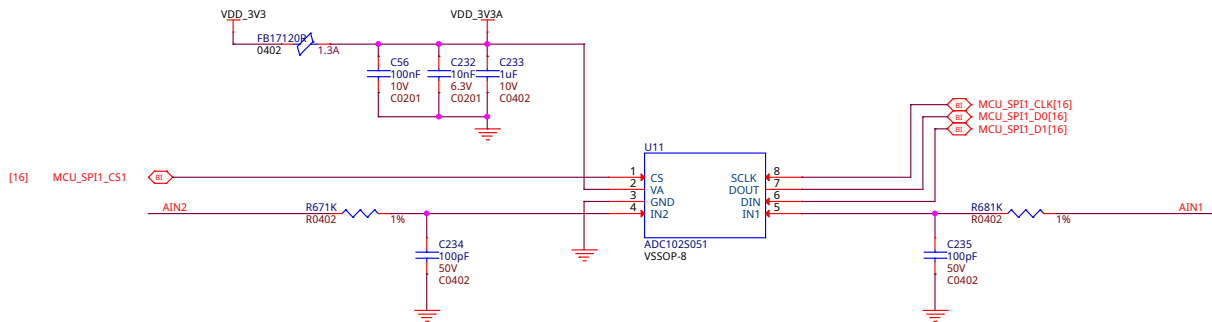 VDD_3V3
VDD_3V3A
FB17120R
0402
1.3A
C56
100nF
10V
C0201
C232
10nF
6.3V
C0201
C233
1uF
10V
C0402
BI MCU_SPI1_CLK[16]
BI MCU_SPI1_D0[16]
BI MCU_SPI1_D1[16]
U11
[16] MCU_SPI1_CS1 BI
1 CS SCLK 8
2 VA DOUT 7
3 GND DIN 6
4 IN2 IN1 5
ADC102S051
VSSOP-8
AIN2
R671K
R0402
1%
C234
100pF
50V
C0402
R681K
R0402
1%
AIN1
C235
100pF
50V
C0402